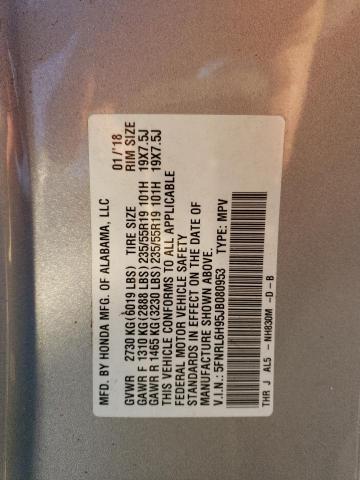 MFD. BY HONDA MFG. OF ALABAMA, LLC 01/'18
GVWR 2730 KG(6019 LBS) TIRE SIZE RIM SIZE
GAWR F 1310 KG(2888 LBS) 235/55R19 101H 19X7.5J
GAWR R 1465 KG(3230 LBS) 235/55R19 101H 19X7.5J
THIS VEHICLE CONFORMS TO ALL APPLICABLE
FEDERAL MOTOR VEHICLE SAFETY
STANDARDS IN EFFECT ON THE DATE OF
MANUFACTURE SHOWN ABOVE.
V.I.N.: 5FNRL6H95JB080953 TYPE: MPV
THR J AL5 - NH830M -D-B